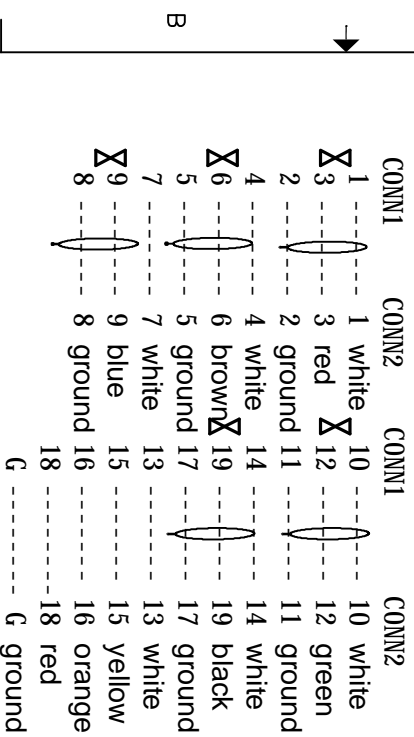 CONN1 CONN2 CONN1 CONN2
1 ------- 1 white 10 ------- 10 white
3 ------- 3 red 12 ------- 12 green
2 ------- 2 ground 11 ------- 11 ground
4 ------- 4 white 14 ------- 14 white
6 ------- 6 brown 19 ------- 19 black
5 ------- 5 ground 17 ------- 17 ground
7 ------- 7 white 13 ------- 13 white
9 ------- 9 blue 15 ------- 15 yellow
8 ------- 8 ground 16 ------- 16 orange
18 ------- 18 red
G ------- G ground
B